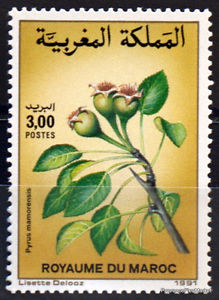 المملكة المغربية
البريد
3,00
POSTES
Pyrus mamorensis
Lisette Delooz
1991
ROYAUME DU MAROC